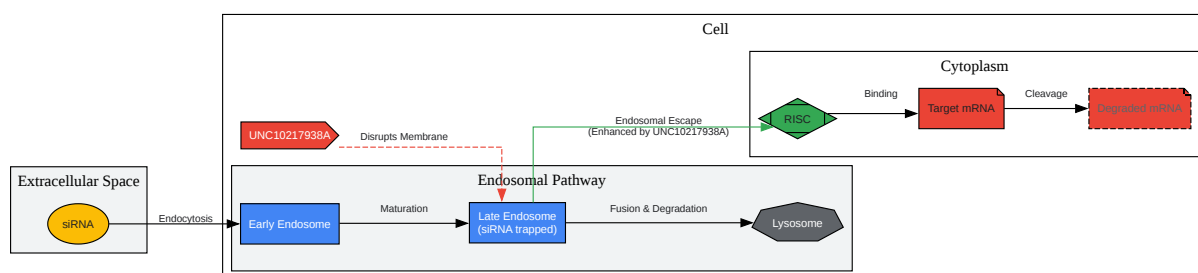 Cell
Cytoplasm
Binding
Cleavage
RISC
Target mRNA
Degraded mRNA
UNC10217938A
Disrupts Membrane
Endosomal Escape
(Enhanced by UNC10217938A)
Extracellular Space
siRNA
Endocytosis
Endosomal Pathway
Early Endosome
Maturation
Late Endosome
(siRNA trapped)
Fusion & Degradation
Lysosome